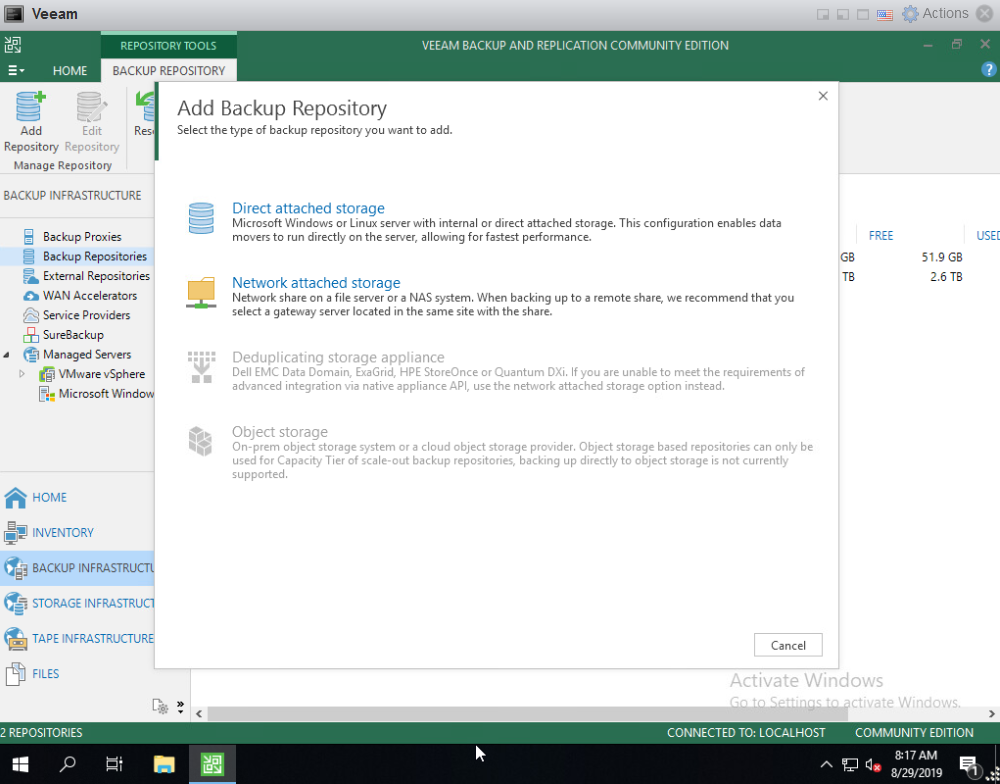 Veeam
Actions
REPOSITORY TOOLS
VEEAM BACKUP AND REPLICATION COMMUNITY EDITION
HOME
BACKUP REPOSITORY
Add
Repository
Edit
Repository
Manage Repository
BACKUP INFRASTRUCTURE
Backup Proxies
Backup Repositories
External Repositories
WAN Accelerators
Service Providers
SureBackup
Managed Servers
VMware vSphere
Microsoft Window
HOME
INVENTORY
BACKUP INFRASTRUCTU
STORAGE INFRASTRUCT
TAPE INFRASTRUCTURE
FILES
Add Backup Repository
Select the type of backup repository you want to add.
Direct attached storage
Microsoft Windows or Linux server with internal or direct attached storage. This configuration enables data
movers to run directly on the server, allowing for fastest performance.
Network attached storage
Network share on a file server or a NAS system. When backing up to a remote share, we recommend that you
select a gateway server located in the same site with the share.
Deduplicating storage appliance
Dell EMC Data Domain, ExaGrid, HPE StoreOnce or Quantum DXi. If you are unable to meet the requirements of
advanced integration via native appliance API, use the network attached storage option instead.
Object storage
On-prem object storage system or a cloud object storage provider. Object storage based repositories can only be
used for Capacity Tier of scale-out backup repositories, backing up directly to object storage is not currently
supported.
Cancel
FREE
USED
GB 51.9 GB
TB 2.6 TB
Activate Windows
Go to Settings to activate Windows.
2 REPOSITORIES
CONNECTED TO: LOCALHOST
COMMUNITY EDITION
8:17 AM
8/29/2019
1